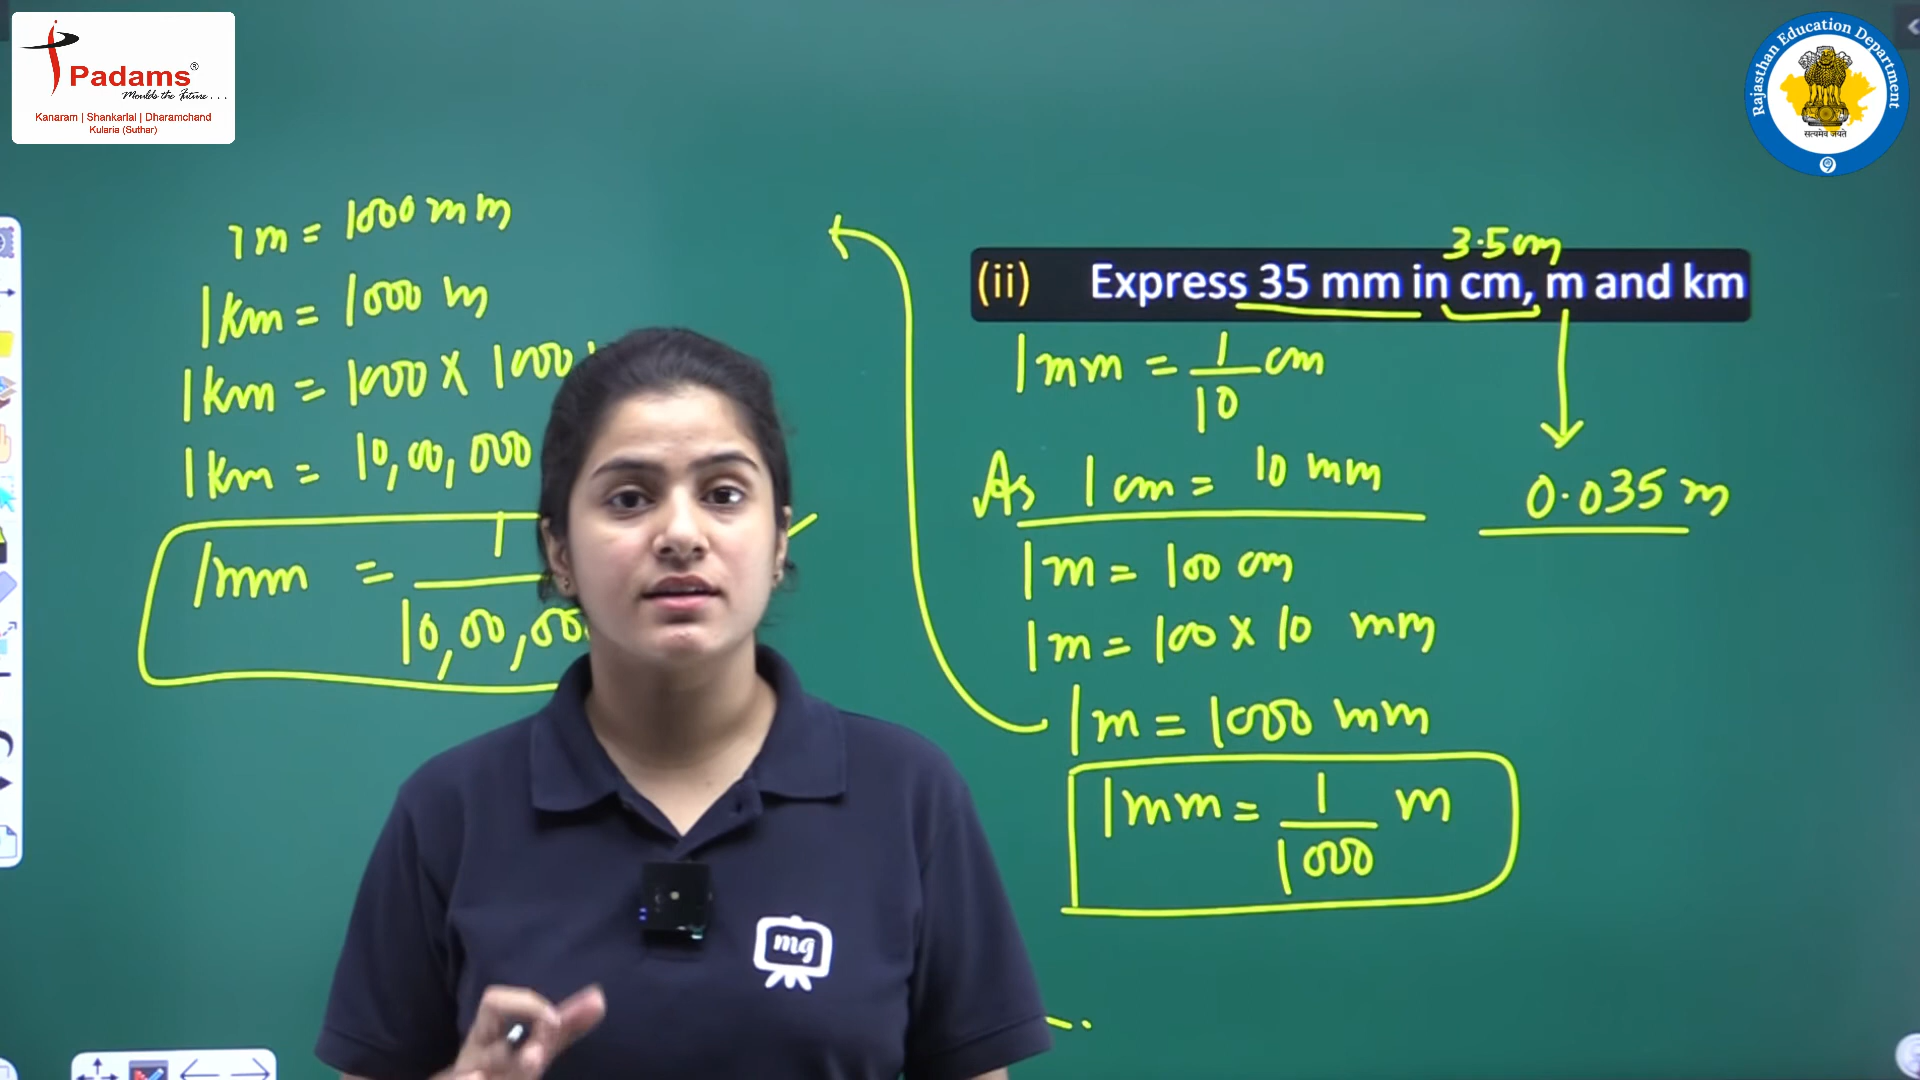 Padams®
Moulds the Future . . .
Kanaram | Shankarlal | Dharamchand
Kularia (Suthar)
Rajasthan Education Department
सत्यमेव जयते
1m = 1000 mm
1km = 1000 m
1km = 1000 x 1000
1km = 10,00,000
1mm = 1
10,00,00
3.5cm
(ii) Express 35 mm in cm, m and km
1mm = 1/10 cm
As 1cm = 10 mm
0.035 m
1m = 100 cm
1m = 100 x 10 mm
1m = 1000 mm
1mm = 1/1000 m
mg